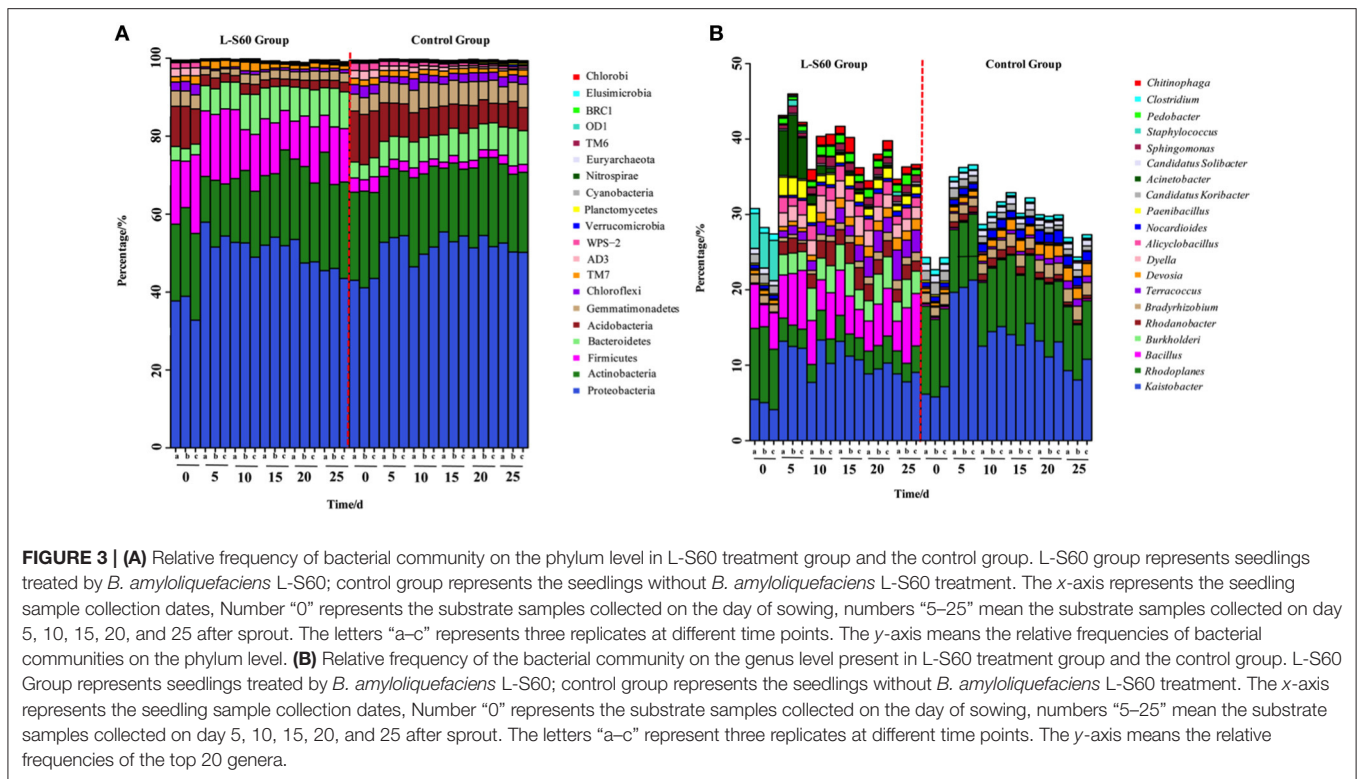 A
B
L-S60 Group
Control Group
L-S60 Group
Control Group
Percentage/%
100
80
60
40
20
0
a b c a b c a b c a b c a b c a b c a b c a b c a b c a b c a b c a b c
0 5 10 15 20 25 0 5 10 15 20 25
Time/d
Chlorobi
Elusimicrobia
BRC1
OD1
TM6
Euryarchaeota
Nitrospirae
Cyanobacteria
Planctomycetes
Verrucomicrobia
WPS-2
AD3
TM7
Chloroflexi
Gemmatimonadetes
Acidobacteria
Bacteroidetes
Firmicutes
Actinobacteria
Proteobacteria
Percentage/%
50
40
30
20
10
0
a b c a b c a b c a b c a b c a b c a b c a b c a b c a b c a b c a b c
0 5 10 15 20 25 0 5 10 15 20 25
Time/d
Chitinophaga
Clostridium
Pedobacter
Staphylococcus
Sphingomonas
Candidatus Solibacter
Acinetobacter
Candidatus Koribacter
Paenibacillus
Nocardioides
Alicyclobacillus
Dyella
Devosia
Terracoccus
Bradyrhizobium
Rhodanobacter
Burkholderi
Bacillus
Rhodoplanes
Kaistobacter
FIGURE 3 | (A) Relative frequency of bacterial community on the phylum level in L-S60 treatment group and the control group. L-S60 group represents seedlings
treated by B. amyloliquefaciens L-S60; control group represents the seedlings without B. amyloliquefaciens L-S60 treatment. The x-axis represents the seedling
sample collection dates, Number “0” represents the substrate samples collected on the day of sowing, numbers “5–25” mean the substrate samples collected on day
5, 10, 15, 20, and 25 after sprout. The letters “a–c” represents three replicates at different time points. The y-axis means the relative frequencies of bacterial
communities on the phylum level. (B) Relative frequency of the bacterial community on the genus level present in L-S60 treatment group and the control group. L-S60
Group represents seedlings treated by B. amyloliquefaciens L-S60; control group represents the seedlings without B. amyloliquefaciens L-S60 treatment. The x-axis
represents the seedling sample collection dates, Number “0” represents the substrate samples collected on the day of sowing, numbers “5–25” mean the substrate
samples collected on day 5, 10, 15, 20, and 25 after sprout. The letters “a–c” represent three replicates at different time points. The y-axis means the relative
frequencies of the top 20 genera.